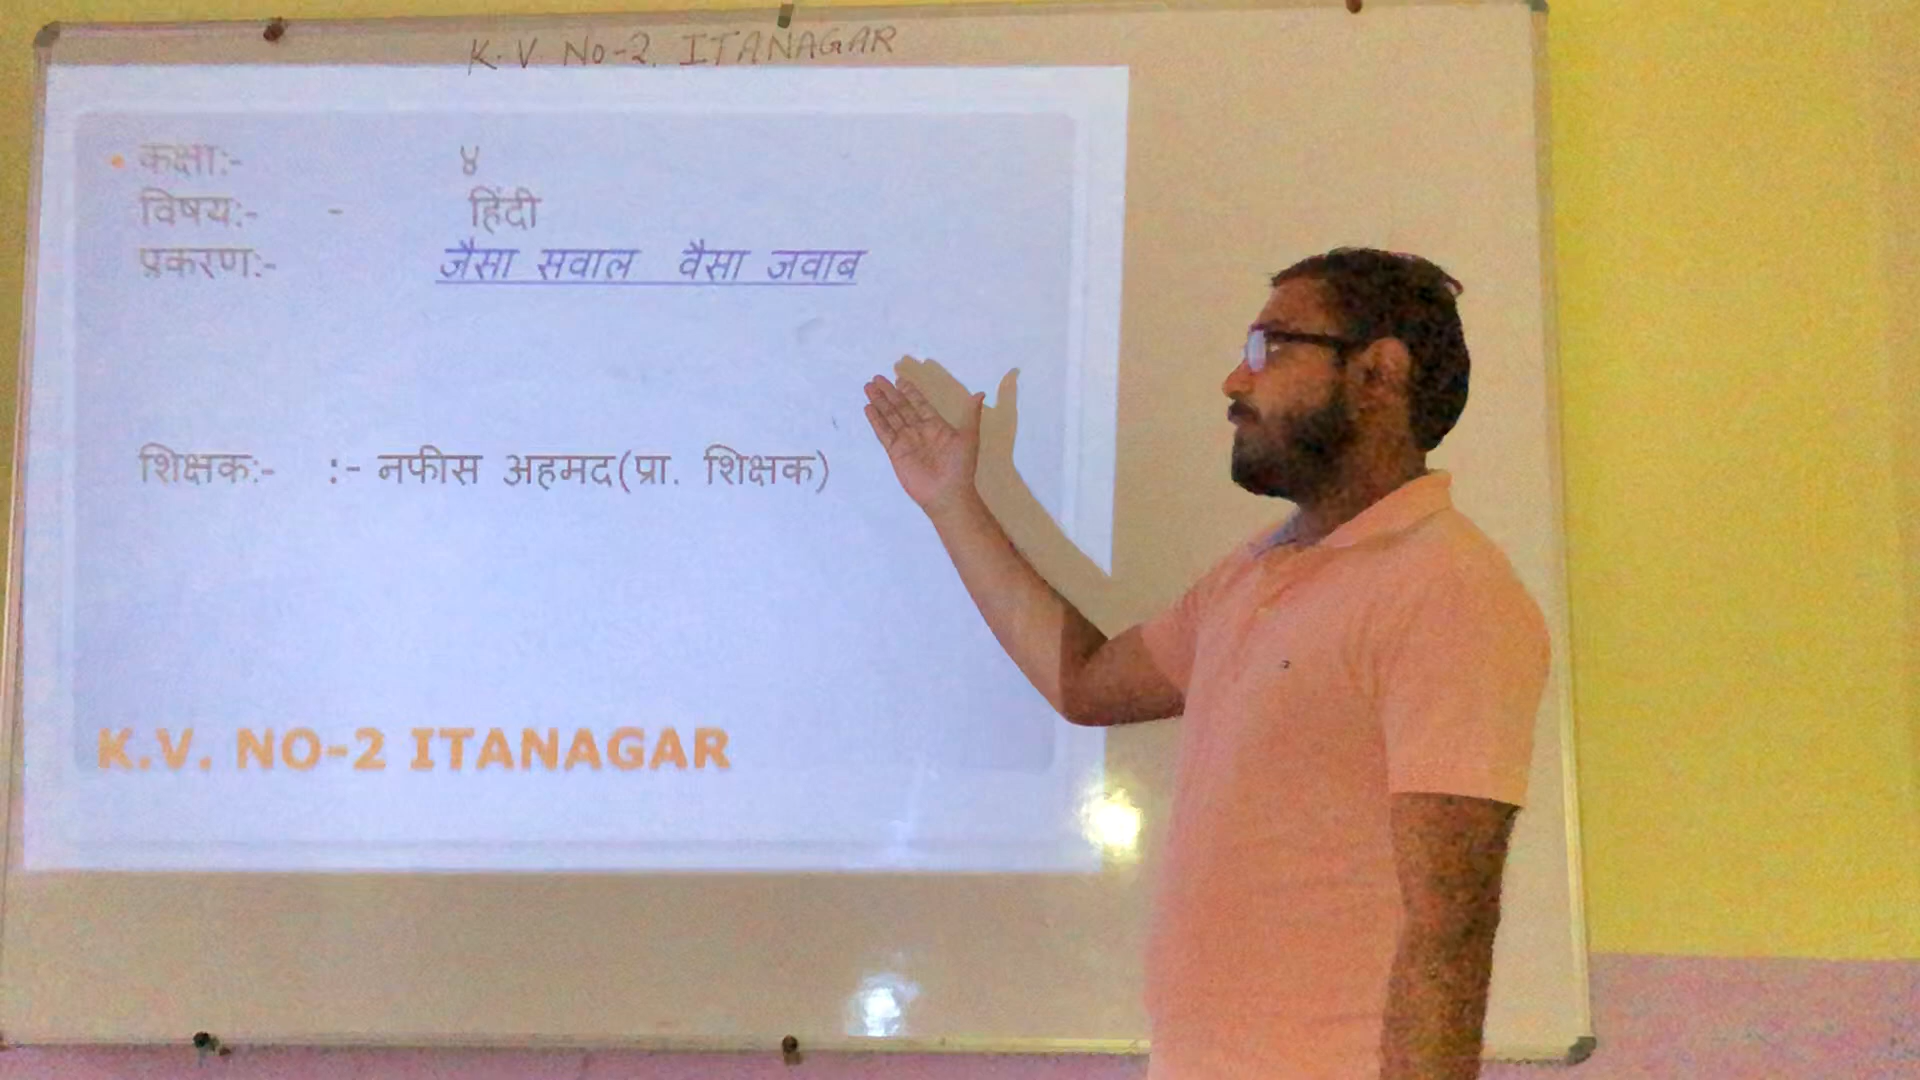 K.V No-2. ITANAGAR
• कक्षा:- ४
विषय:- - हिंदी
प्रकरण:- जैसा सवाल वैसा जवाब
शिक्षक:- :- नफीस अहमद(प्रा. शिक्षक)
K.V. NO-2 ITANAGAR